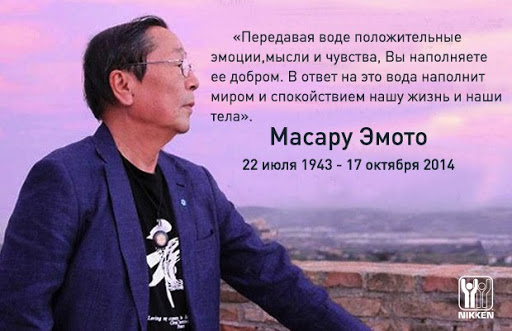 «Передавая воде положительные
эмоции,мысли и чувства, Вы наполняете
ее добром. В ответ на это вода наполнит
миром и спокойствием нашу жизнь и наши
тела».
Масару Эмото
22 июля 1943 - 17 октября 2014
NIKKEN